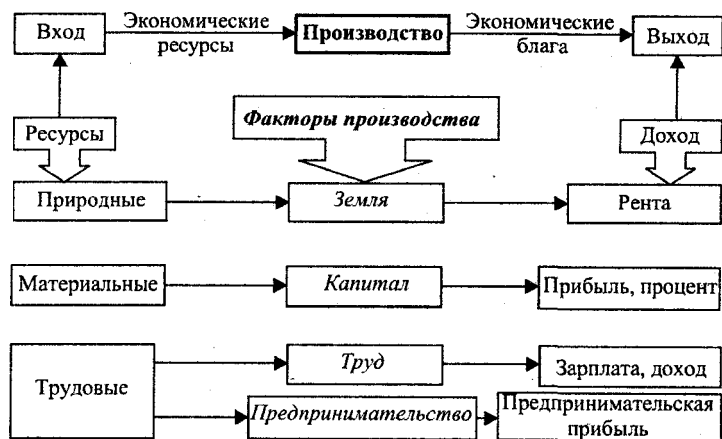 Вход
Экономические
ресурсы
Производство
Экономические
блага
Выход
Ресурсы
Факторы производства
Доход
Природные
Земля
Рента
Материальные
Капитал
Прибыль, процент
Трудовые
Труд
Зарплата, доход
Предпринимательство
Предпринимательская
прибыль